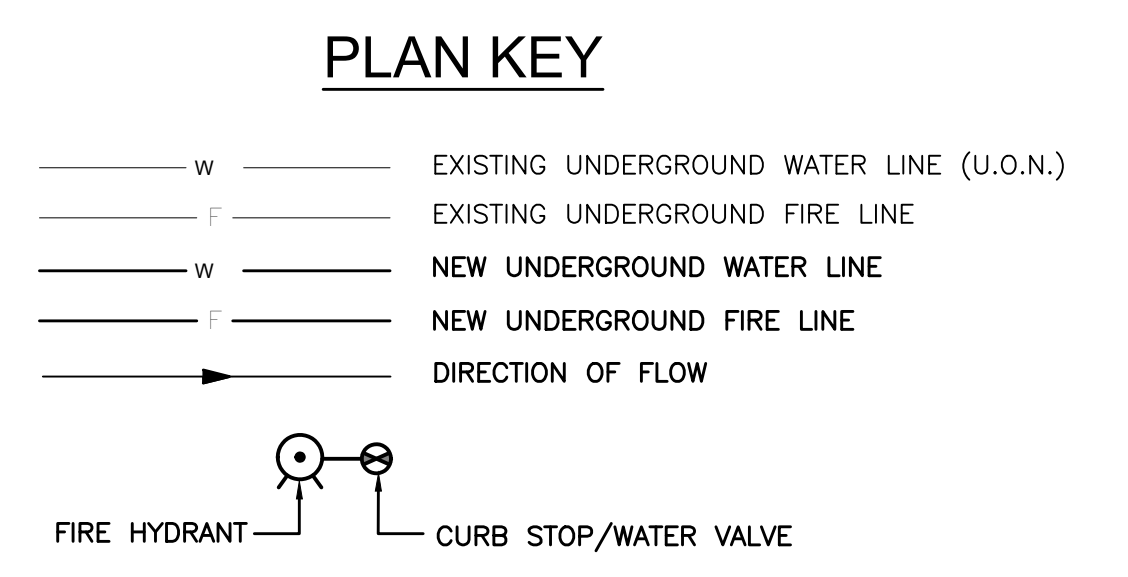 PLAN KEY
W EXISTING UNDERGROUND WATER LINE (U.O.N.)
F EXISTING UNDERGROUND FIRE LINE
W NEW UNDERGROUND WATER LINE
F NEW UNDERGROUND FIRE LINE
DIRECTION OF FLOW
FIRE HYDRANT CURB STOP/WATER VALVE